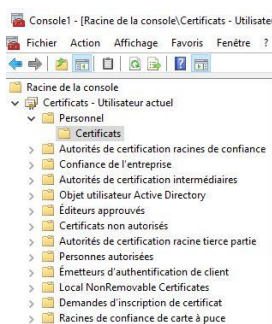 Console1 - [Racine de la console\Certificats - Utilisate
Fichier Action Affichage Favoris Fenêtre ?
Racine de la console
Certificats - Utilisateur actuel
Personnel
Certificats
Autorités de certification racines de confiance
Confiance de l'entreprise
Autorités de certification intermédiaires
Objet utilisateur Active Directory
Éditeurs approuvés
Certificats non autorisés
Autorités de certification racine tierce partie
Personnes autorisées
Émetteurs d'authentification de client
Local NonRemovable Certificates
Demandes d'inscription de certificat
Racines de confiance de carte à puce